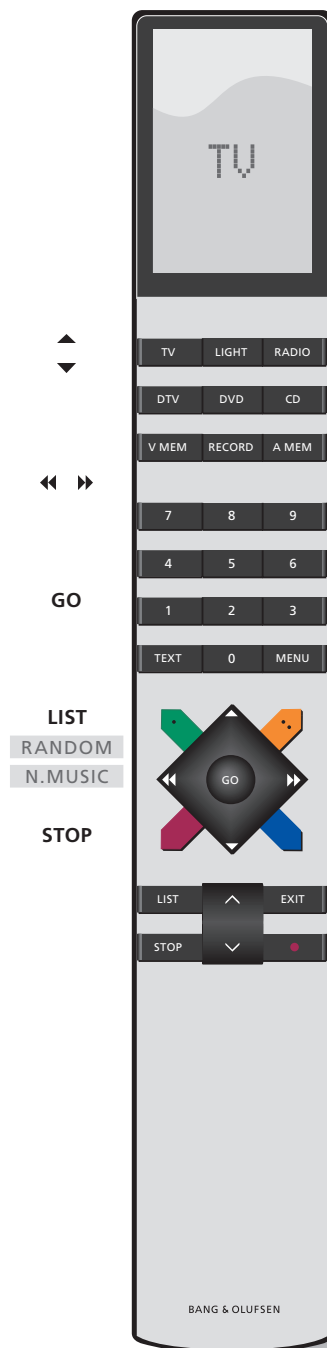 TV
TV LIGHT RADIO
DTV DVD CD
V MEM RECORD A MEM
7 8 9
4 5 6
GO
1 2 3
TEXT 0 MENU
LIST
RANDOM
N.MUSIC
GO
STOP
LIST EXIT
STOP
BANG & OLUFSEN